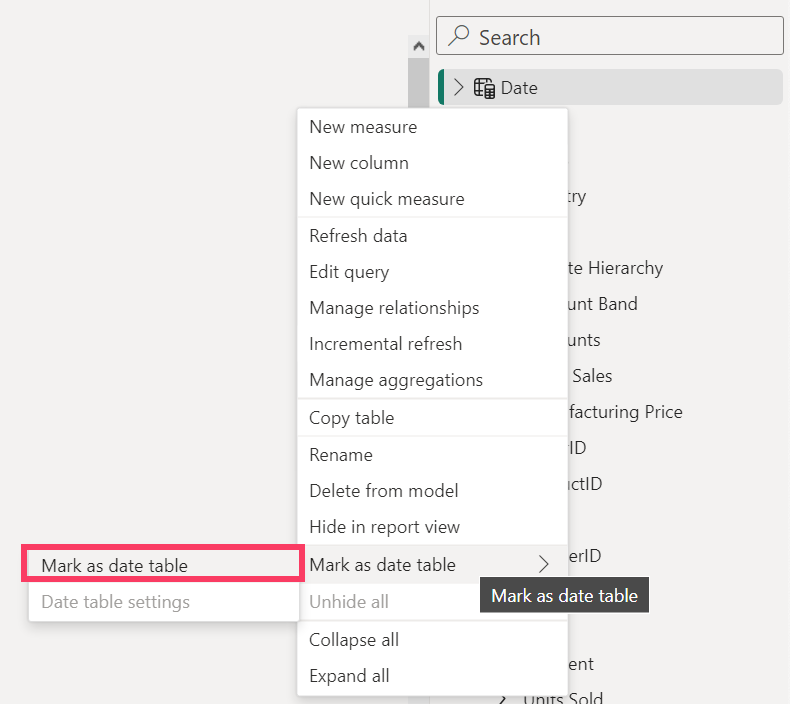 Search
Date
New measure
New column
New quick measure
Refresh data
Edit query
Manage relationships
Incremental refresh
Manage aggregations
Copy table
Rename
Delete from model
Hide in report view
Mark as date table
Unhide all
Collapse all
Expand all
Mark as date table
Date table settings
Mark as date table
try
te Hierarchy
unt Band
unts
Sales
facturing Price
rID
uctID
erID
ent
Units Sold